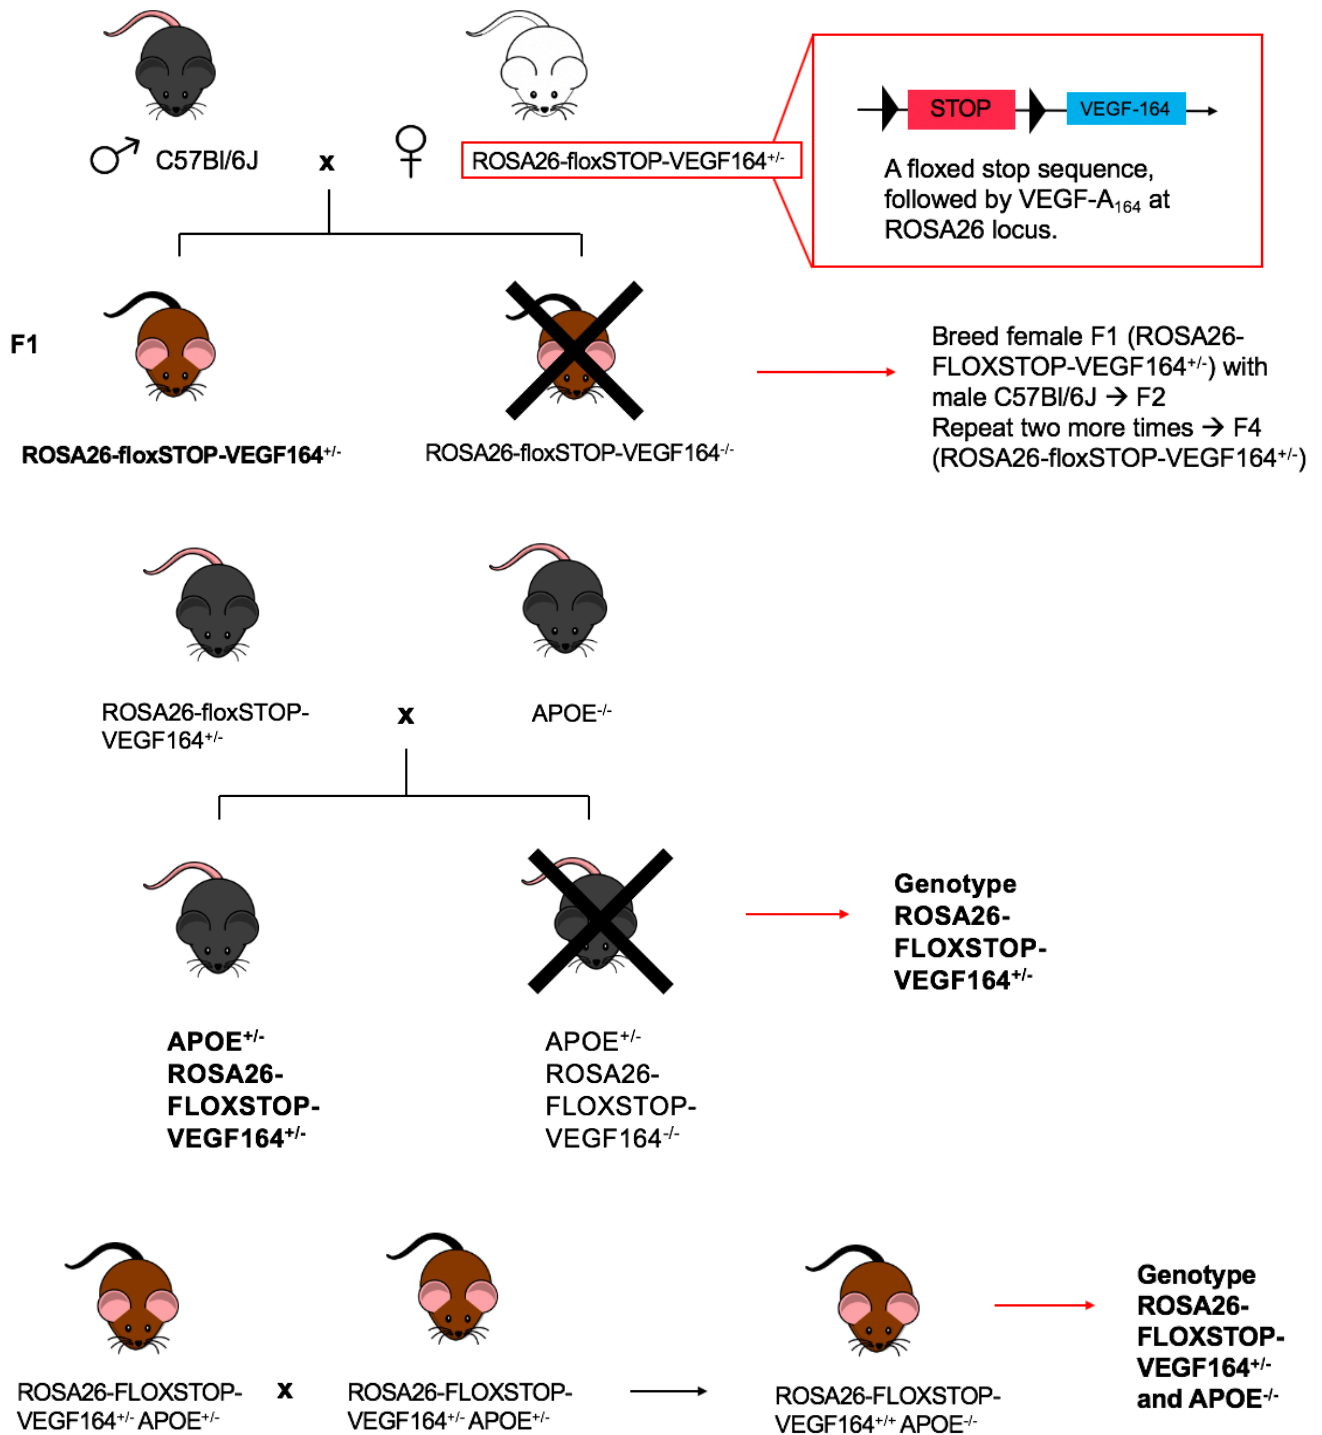 C57Bl/6J
x
ROSA26-floxSTOP-VEGF164+/-
STOP
VEGF-164
A floxed stop sequence,
followed by VEGF-A164 at
ROSA26 locus.
F1
ROSA26-floxSTOP-VEGF164+/-
ROSA26-floxSTOP-VEGF164-/-
Breed female F1 (ROSA26-
FLOXSTOP-VEGF164+/-) with
male C57Bl/6J → F2
Repeat two more times → F4
(ROSA26-floxSTOP-VEGF164+/-)
ROSA26-floxSTOP-
VEGF164+/-
x
APOE-/-
APOE+/-
ROSA26-
FLOXSTOP-
VEGF164+/-
APOE+/-
ROSA26-
FLOXSTOP-
VEGF164-/-
Genotype
ROSA26-
FLOXSTOP-
VEGF164+/-
ROSA26-FLOXSTOP-
VEGF164+/- APOE+/-
x
ROSA26-FLOXSTOP-
VEGF164+/- APOE+/-
ROSA26-FLOXSTOP-
VEGF164+/+ APOE-/-
Genotype
ROSA26-
FLOXSTOP-
VEGF164+/-
and APOE-/-